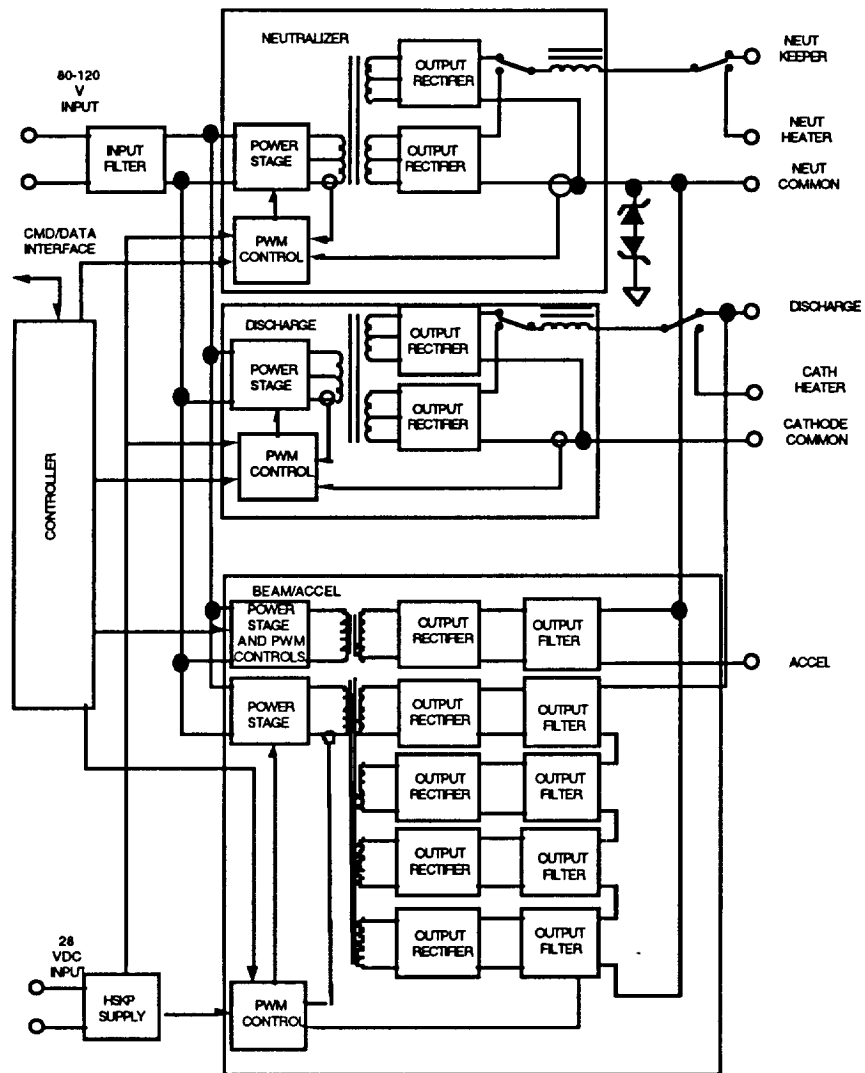 NEUTRALIZER
OUTPUT
RECTIFIER
NEUT
KEEPER
80-120
V
INPUT
INPUT
FILTER
POWER
STAGE
OUTPUT
RECTIFIER
NEUT
HEATER
NEUT
COMMON
CMD/DATA
INTERFACE
PWM
CONTROL
DISCHARGE
OUTPUT
RECTIFIER
DISCHARGE
POWER
STAGE
OUTPUT
RECTIFIER
CATH
HEATER
CATHODE
COMMON
PWM
CONTROL
CONTROLLER
BEAM/ACCEL
POWER
STAGE
AND PWM
CONTROLS.
OUTPUT
RECTIFIER
OUTPUT
FILTER
ACCEL
POWER
STAGE
OUTPUT
RECTIFIER
OUTPUT
FILTER
OUTPUT
RECTIFIER
OUTPUT
FILTER
OUTPUT
RECTIFIER
OUTPUT
FILTER
OUTPUT
RECTIFIER
OUTPUT
FILTER
28
VDC
INPUT
HSKP
SUPPLY
PWM
CONTROL